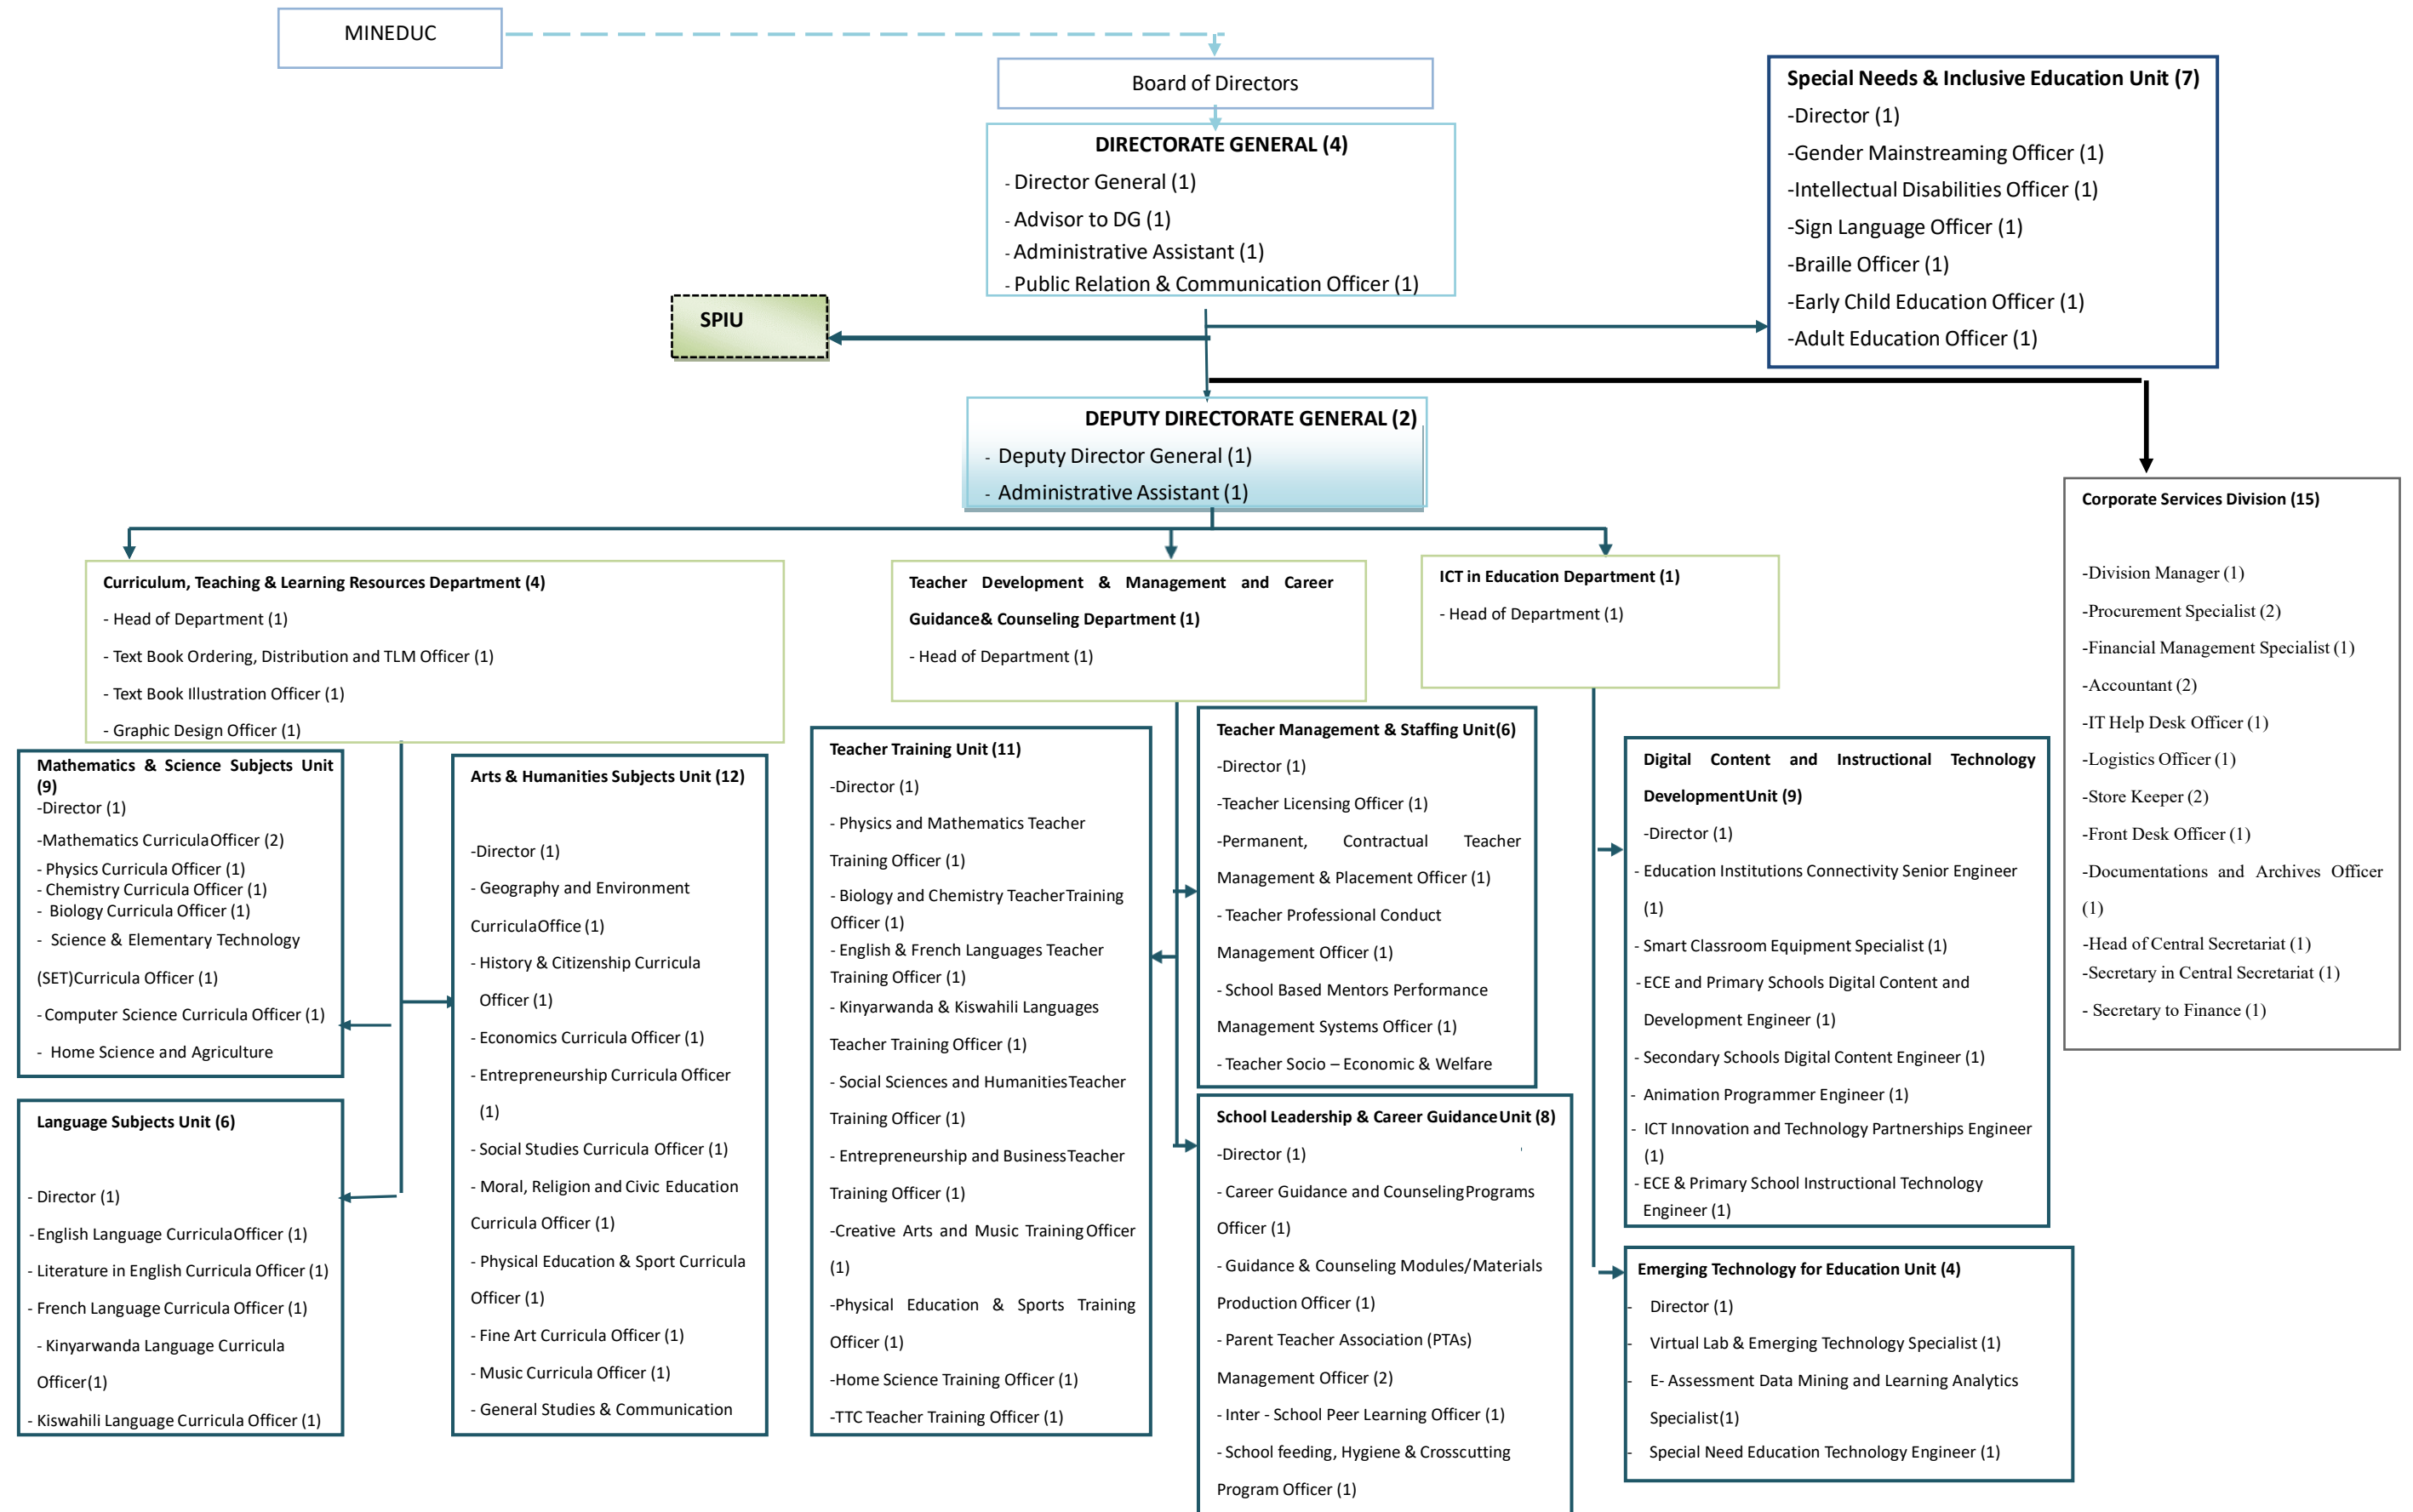 MINEDUC
Board of Directors
DIRECTORATE GENERAL (4)
- Director General (1)
- Advisor to DG (1)
- Administrative Assistant (1)
- Public Relation & Communication Officer (1)
Special Needs & Inclusive Education Unit (7)
-Director (1)
-Gender Mainstreaming Officer (1)
-Intellectual Disabilities Officer (1)
-Sign Language Officer (1)
-Braille Officer (1)
-Early Child Education Officer (1)
-Adult Education Officer (1)
SPIU
DEPUTY DIRECTORATE GENERAL (2)
- Deputy Director General (1)
- Administrative Assistant (1)
Corporate Services Division (15)
-Division Manager (1)
-Procurement Specialist (2)
-Financial Management Specialist (1)
-Accountant (2)
-IT Help Desk Officer (1)
-Logistics Officer (1)
-Store Keeper (2)
-Front Desk Officer (1)
-Documentations and Archives Officer
(1)
-Head of Central Secretariat (1)
-Secretary in Central Secretariat (1)
- Secretary to Finance (1)
Curriculum, Teaching & Learning Resources Department (4)
- Head of Department (1)
- Text Book Ordering, Distribution and TLM Officer (1)
- Text Book Illustration Officer (1)
- Graphic Design Officer (1)
Teacher Development & Management and Career
Guidance& Counseling Department (1)
- Head of Department (1)
ICT in Education Department (1)
- Head of Department (1)
Mathematics & Science Subjects Unit
(9)
-Director (1)
-Mathematics CurriculaOfficer (2)
- Physics Curricula Officer (1)
- Chemistry Curricula Officer (1)
- Biology Curricula Officer (1)
- Science & Elementary Technology
(SET)Curricula Officer (1)
- Computer Science Curricula Officer (1)
- Home Science and Agriculture
Language Subjects Unit (6)
- Director (1)
- English Language CurriculaOfficer (1)
- Literature in English Curricula Officer (1)
- French Language Curricula Officer (1)
- Kinyarwanda Language Curricula
Officer(1)
- Kiswahili Language Curricula Officer (1)
Arts & Humanities Subjects Unit (12)
-Director (1)
- Geography and Environment
CurriculaOffice (1)
- History & Citizenship Curricula
Officer (1)
- Economics Curricula Officer (1)
- Entrepreneurship Curricula Officer
(1)
- Social Studies Curricula Officer (1)
- Moral, Religion and Civic Education
Curricula Officer (1)
- Physical Education & Sport Curricula
Officer (1)
- Fine Art Curricula Officer (1)
- Music Curricula Officer (1)
- General Studies & Communication
Teacher Training Unit (11)
-Director (1)
- Physics and Mathematics Teacher
Training Officer (1)
- Biology and Chemistry TeacherTraining
Officer (1)
- English & French Languages Teacher
Training Officer (1)
- Kinyarwanda & Kiswahili Languages
Teacher Training Officer (1)
- Social Sciences and HumanitiesTeacher
Training Officer (1)
- Entrepreneurship and BusinessTeacher
Training Officer (1)
-Creative Arts and Music Training Officer
(1)
-Physical Education & Sports Training
Officer (1)
-Home Science Training Officer (1)
-TTC Teacher Training Officer (1)
Teacher Management & Staffing Unit(6)
-Director (1)
-Teacher Licensing Officer (1)
-Permanent, Contractual Teacher
Management & Placement Officer (1)
- Teacher Professional Conduct
Management Officer (1)
- School Based Mentors Performance
Management Systems Officer (1)
- Teacher Socio – Economic & Welfare
School Leadership & Career GuidanceUnit (8)
-Director (1)
- Career Guidance and CounselingPrograms
Officer (1)
- Guidance & Counseling Modules/Materials
Production Officer (1)
- Parent Teacher Association (PTAs)
Management Officer (2)
- Inter - School Peer Learning Officer (1)
- School feeding, Hygiene & Crosscutting
Program Officer (1)
Digital Content and Instructional Technology
DevelopmentUnit (9)
-Director (1)
- Education Institutions Connectivity Senior Engineer
(1)
- Smart Classroom Equipment Specialist (1)
- ECE and Primary Schools Digital Content and
Development Engineer (1)
- Secondary Schools Digital Content Engineer (1)
- Animation Programmer Engineer (1)
- ICT Innovation and Technology Partnerships Engineer
(1)
- ECE & Primary School Instructional Technology
Engineer (1)
Emerging Technology for Education Unit (4)
- Director (1)
- Virtual Lab & Emerging Technology Specialist (1)
- E- Assessment Data Mining and Learning Analytics
Specialist(1)
- Special Need Education Technology Engineer (1)